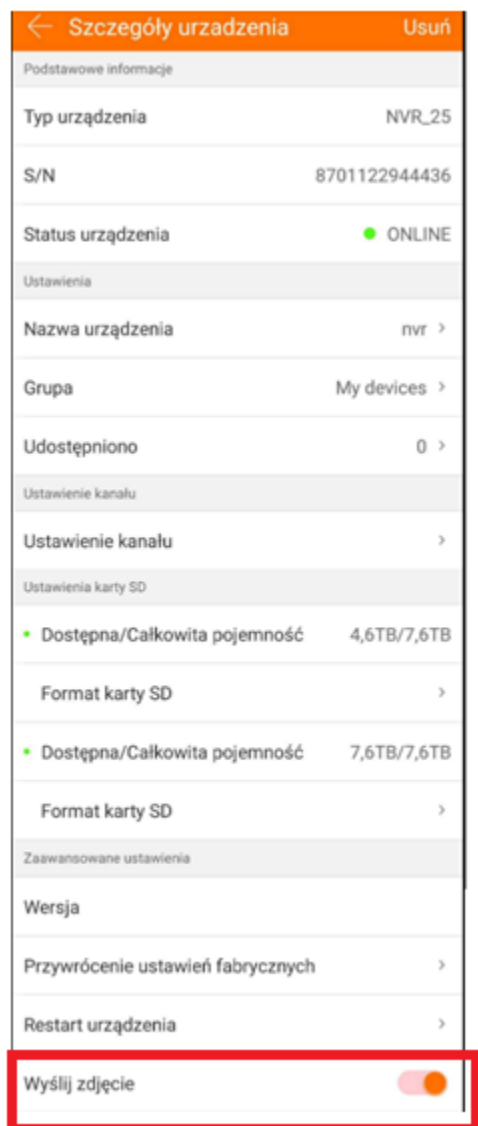 Szczegóły urzadzenia Usuń
Podstawowe informacje
Typ urządzenia NVR_25
S/N 8701122944436
Status urządzenia ONLINE
Ustawienia
Nazwa urządzenia nvr
Grupa My devices
Udostępniono 0
Ustawienie kanału
Ustawienie kanału
Ustawienia karty SD
Dostępna/Całkowita pojemność 4,6TB/7,6TB
Format karty SD
Dostępna/Całkowita pojemność 7,6TB/7,6TB
Format karty SD
Zaawansowane ustawienia
Wersja
Przywrócenie ustawień fabrycznych
Restart urządzenia
Wyślij zdjęcie